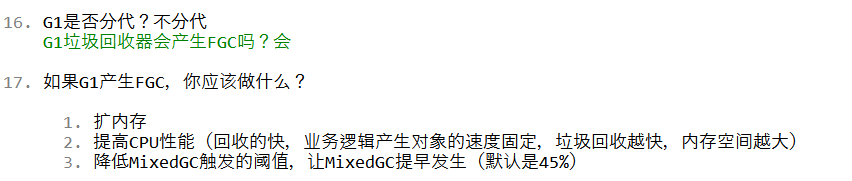 16. G1是否分代？不分代
G1垃圾回收器会产生FGC吗？会
17. 如果G1产生FGC，你应该做什么？
1. 扩内存
2. 提高CPU性能（回收的快，业务逻辑产生对象的速度固定，垃圾回收越快，内存空间越大）
3. 降低MixedGC触发的阈值，让MixedGC提早发生（默认是45%）